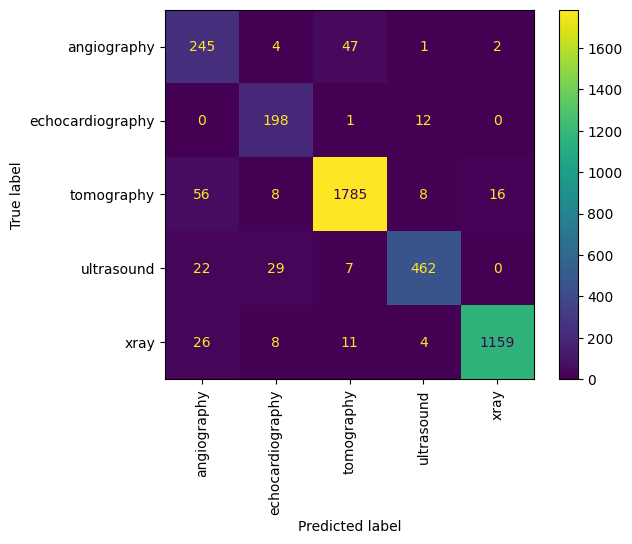 True label
angiography 245 4 47 1 2
echocardiography 0 198 1 12 0
tomography 56 8 1785 8 16
ultrasound 22 29 7 462 0
xray 26 8 11 4 1159
angiography
echocardiography
tomography
ultrasound
xray
Predicted label
1600
1400
1200
1000
800
600
400
200
0